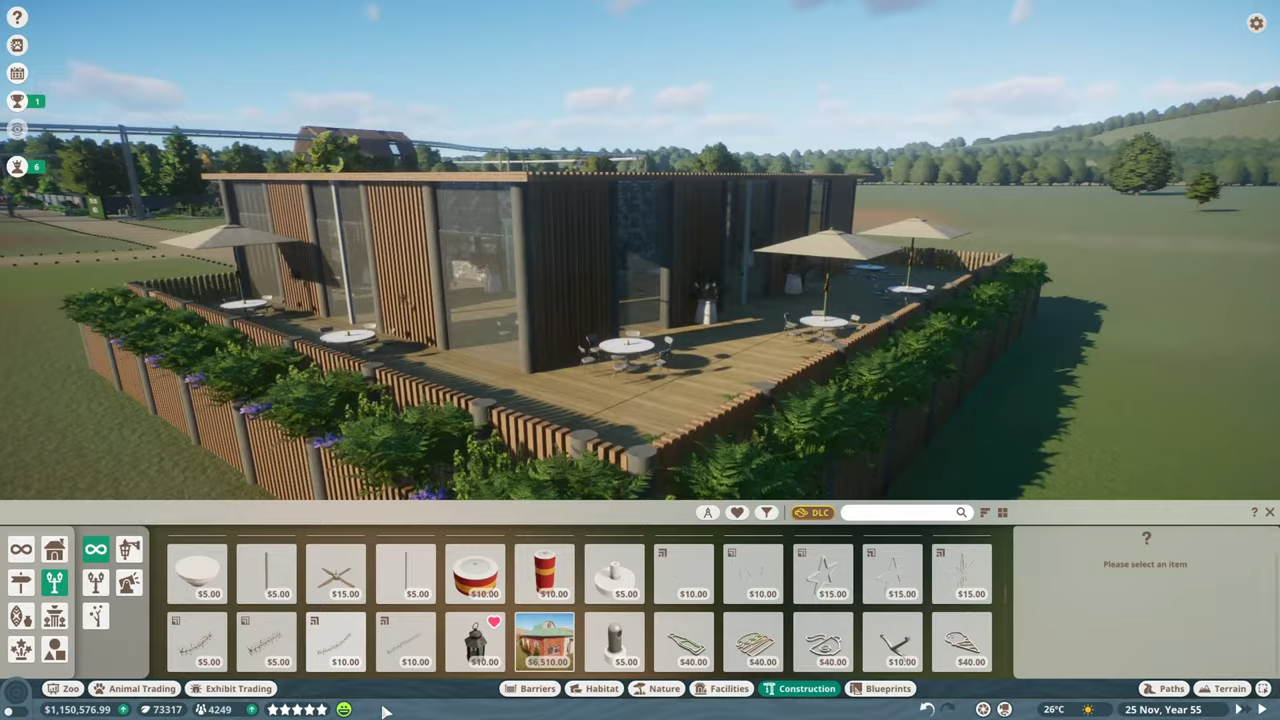 ?
1
6
DLC
? ×
?
Please select an item
$5.00 $5.00 $15.00 $5.00 $10.00 $10.00 $5.00 $10.00 $10.00 $15.00 $15.00 $15.00
$5.00 $5.00 $10.00 $10.00 $10.00 $6,510.00 $5.00 $40.00 $40.00 $40.00 $10.00 $40.00
Zoo Animal Trading Exhibit Trading Barriers Habitat Nature Facilities Construction Blueprints Paths Terrain
$1,150,576.99 73317 4249 26°C 25 Nov, Year 55